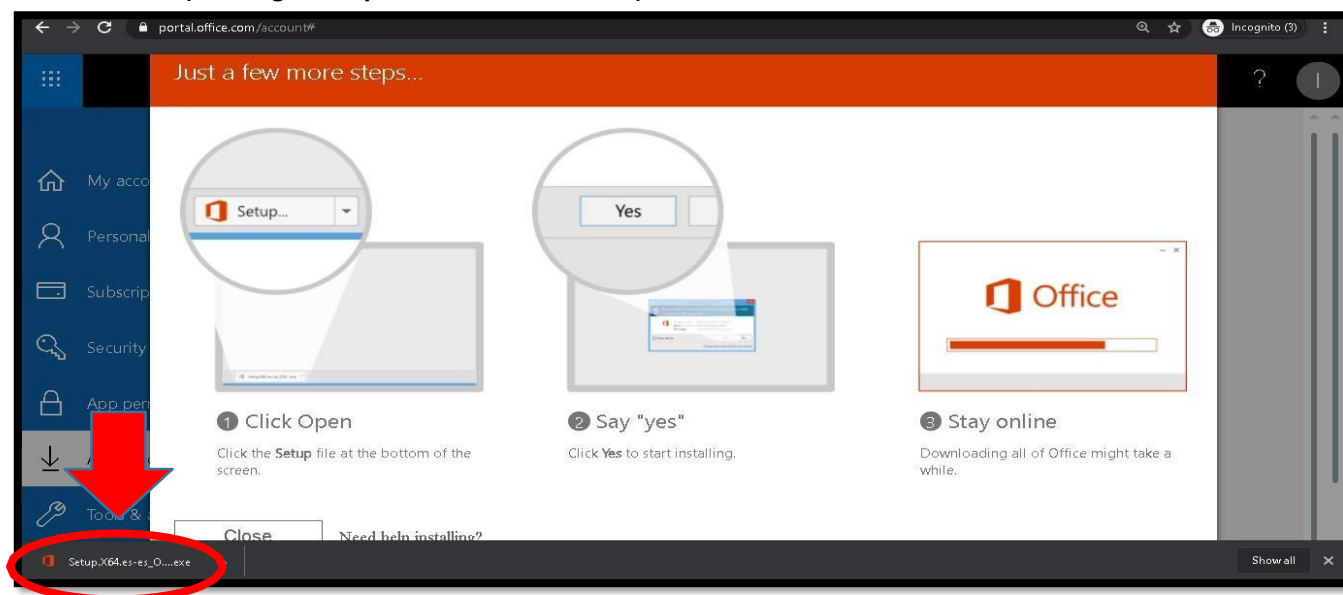 portal.office.com/account#
Incognito (3)
Just a few more steps...
?
I
My acco
Personal
Subscrip
Security
App perm
Tools & a
Setup...
Yes
Office
1 Click Open
Click the Setup file at the bottom of the
screen.
2 Say "yes"
Click Yes to start installing.
3 Stay online
Downloading all of Office might take a
while.
Close
Need help installing?
Setup.X64.es-es_O....exe
Show all